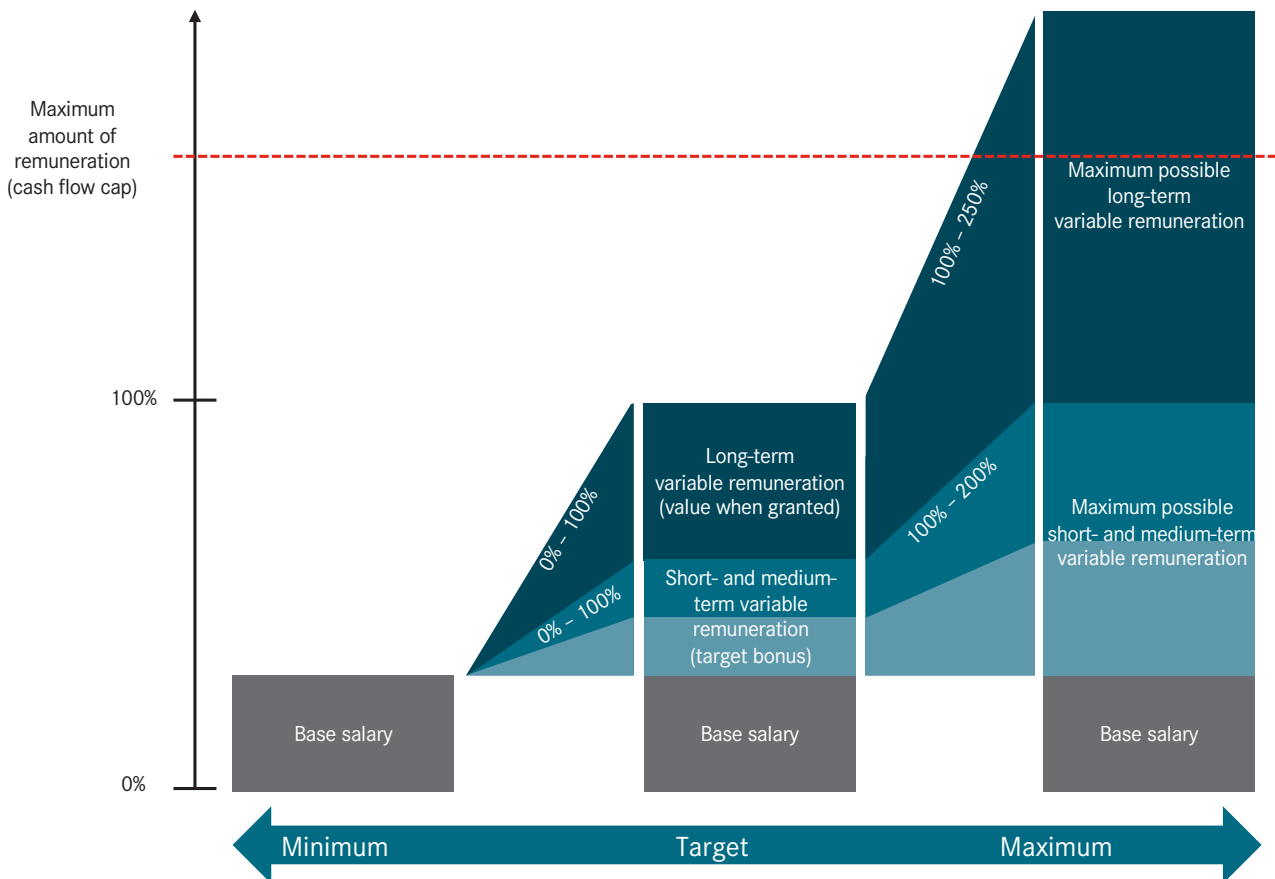 Maximum
amount of
remuneration
(cash flow cap)
100%
0%
Base salary
0% – 100%
0% – 100%
Long-term
variable remuneration
(value when granted)
Short- and medium-
term variable
remuneration
(target bonus)
Base salary
100% – 250%
100% – 200%
Maximum possible
long-term
variable remuneration
Maximum possible
short- and medium-term
variable remuneration
Base salary
Minimum
Target
Maximum